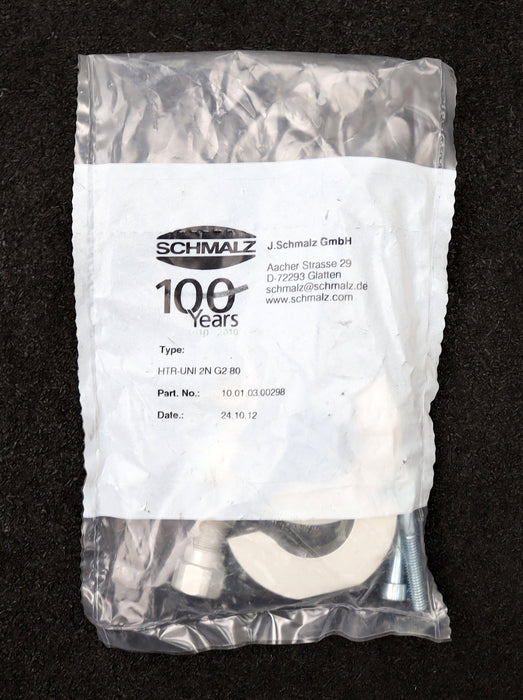 SCHMALZ
J.Schmalz GmbH
Aacher Strasse 29
D-72293 Glatten
schmalz@schmalz.de
www.schmalz.com
100
Years
2010
Type:
HTR-UNI 2N G2 80
Part. No.: 10.01.03.00298
Date.: 24.10.12